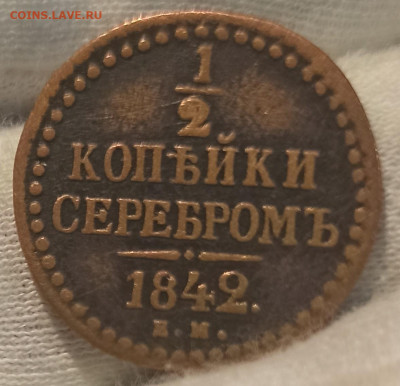 COINS.LAVE.RU
1
2
КОПѢЙКИ
СЕРЕБРОМЪ
1842.
Е.М.